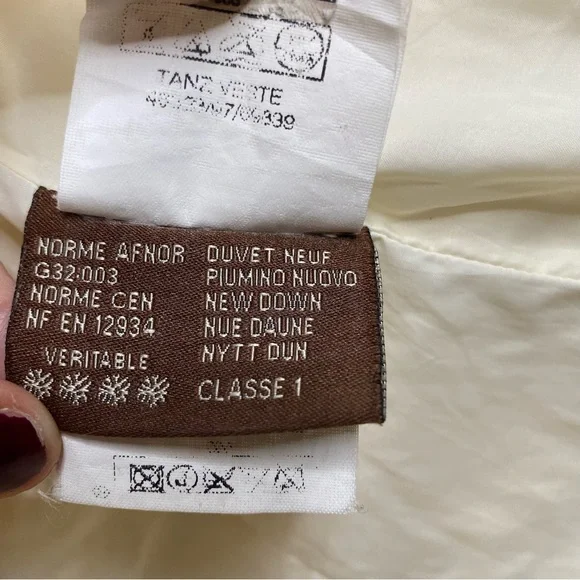 TANZ VESTE
NORME AFNOR
G32-003
NORME CEN
NF EN 12934
VERITABLE
DUVET NEUF
PIUMINO NUOVO
NEW DOWN
NUE DAUNE
NYTT DUN
CLASSE 1